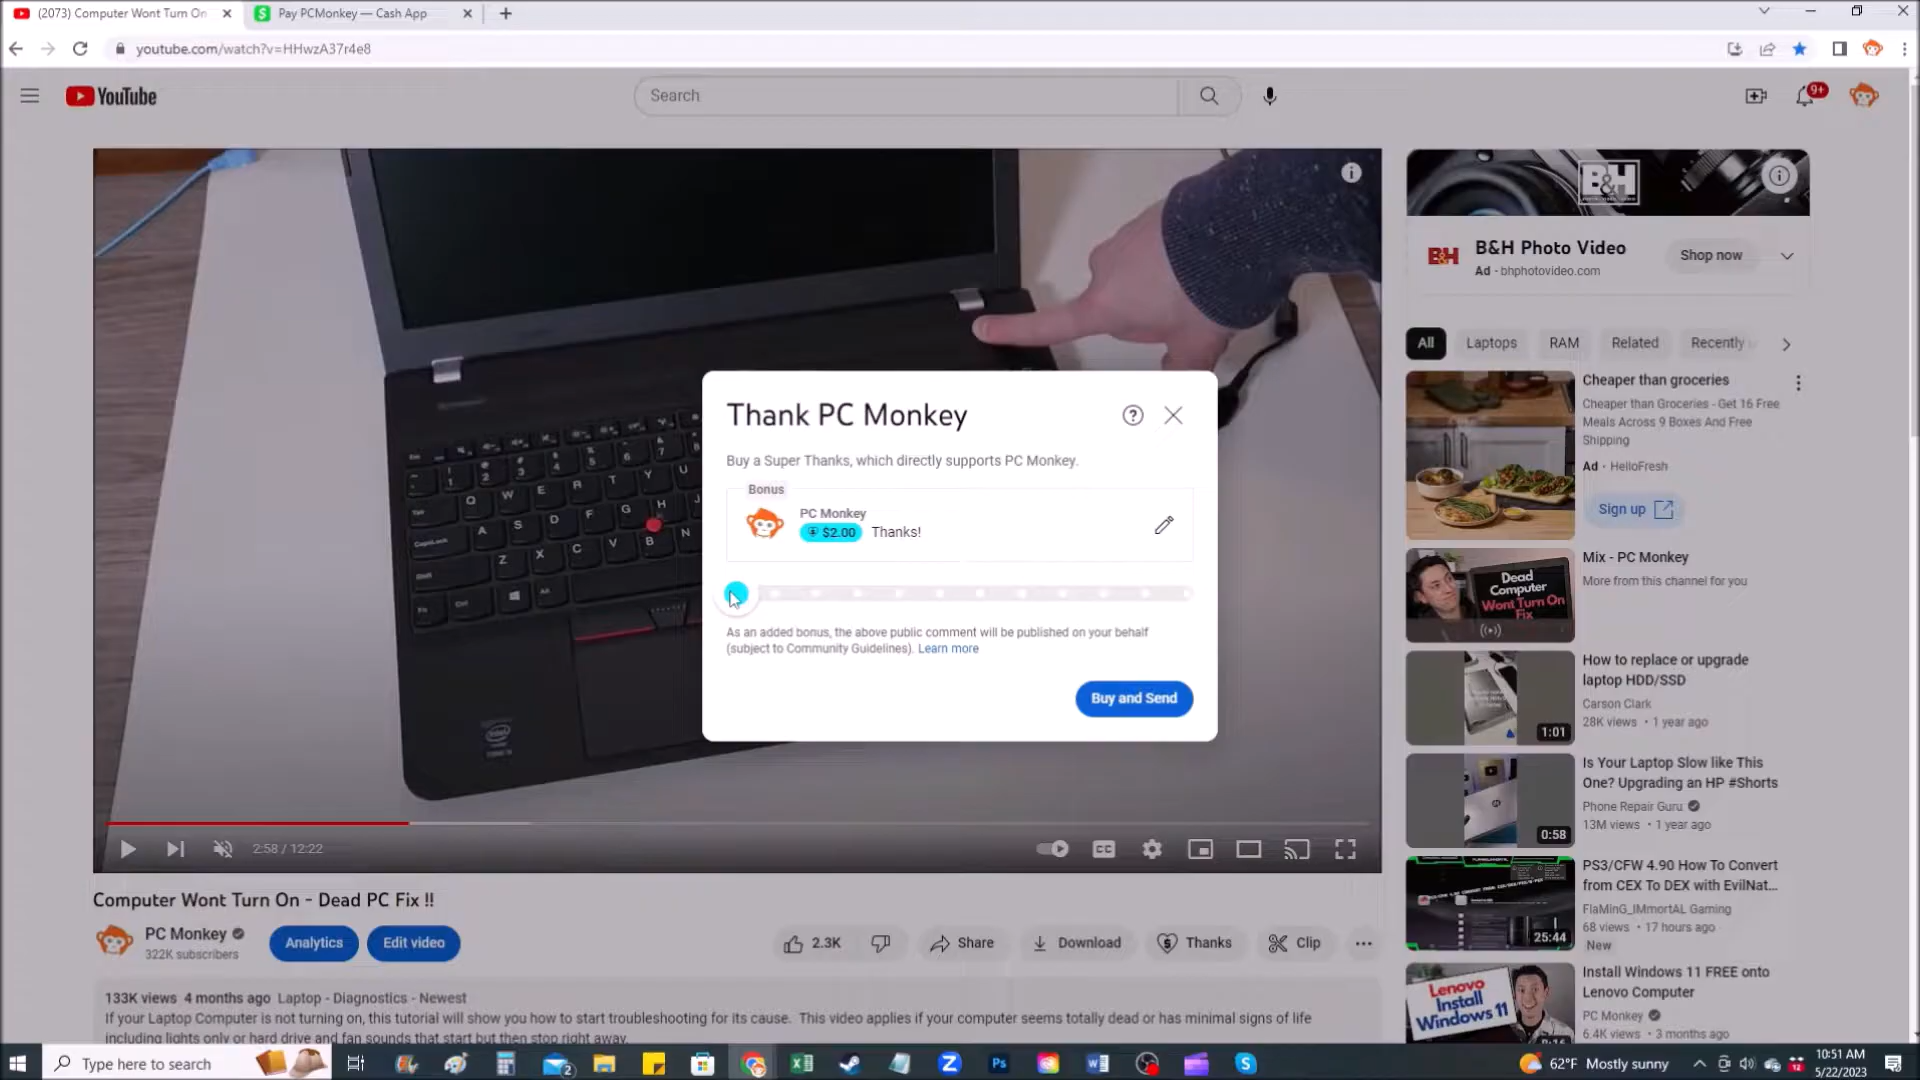 (2073) Computer Wont Turn On
Pay PCMonkey — Cash App
youtube.com/watch?v=HHwzA37r4e8
YouTube
Search
9+
B&H
B&H Photo Video
Ad - bhphotovideo.com
Shop now
All
Laptops
RAM
Related
Recently
Thank PC Monkey
Buy a Super Thanks, which directly supports PC Monkey.
Bonus
PC Monkey
$2.00 Thanks!
As an added bonus, the above public comment will be published on your behalf
(subject to Community Guidelines). Learn more
Buy and Send
Cheaper than groceries
Cheaper than Groceries - Get 16 Free
Meals Across 9 Boxes And Free
Shipping
Ad - HelloFresh
Sign up
Dead
Computer
Wont Turn On
Fix
Mix - PC Monkey
More from this channel for you
How to replace or upgrade
laptop HDD/SSD
Carson Clark
28K views • 1 year ago
1:01
Is Your Laptop Slow like This
One? Upgrading an HP #Shorts
Phone Repair Guru
13M views • 1 year ago
0:58
PS3/CFW 4.90 How To Convert
from CEX To DEX with EvilNat...
FlaMinG_IMmortAL Gaming
68 views • 17 hours ago
New
25:44
Lenovo
Install
Windows 11
Install Windows 11 FREE onto
Lenovo Computer
PC Monkey
6.4K views • 3 months ago
2:58 / 12:22
CC
Computer Wont Turn On - Dead PC Fix !!
PC Monkey
322K subscribers
Analytics
Edit video
2.3K
Share
Download
Thanks
Clip
133K views 4 months ago Laptop - Diagnostics - Newest
If your Laptop Computer is not turning on, this tutorial will show you how to start troubleshooting for its cause. This video applies if your computer seems totally dead or has minimal signs of life
including lights only or hard drive and fan sounds that start but then stop right away.
Type here to search
62°F Mostly sunny
10:51 AM
5/22/2023